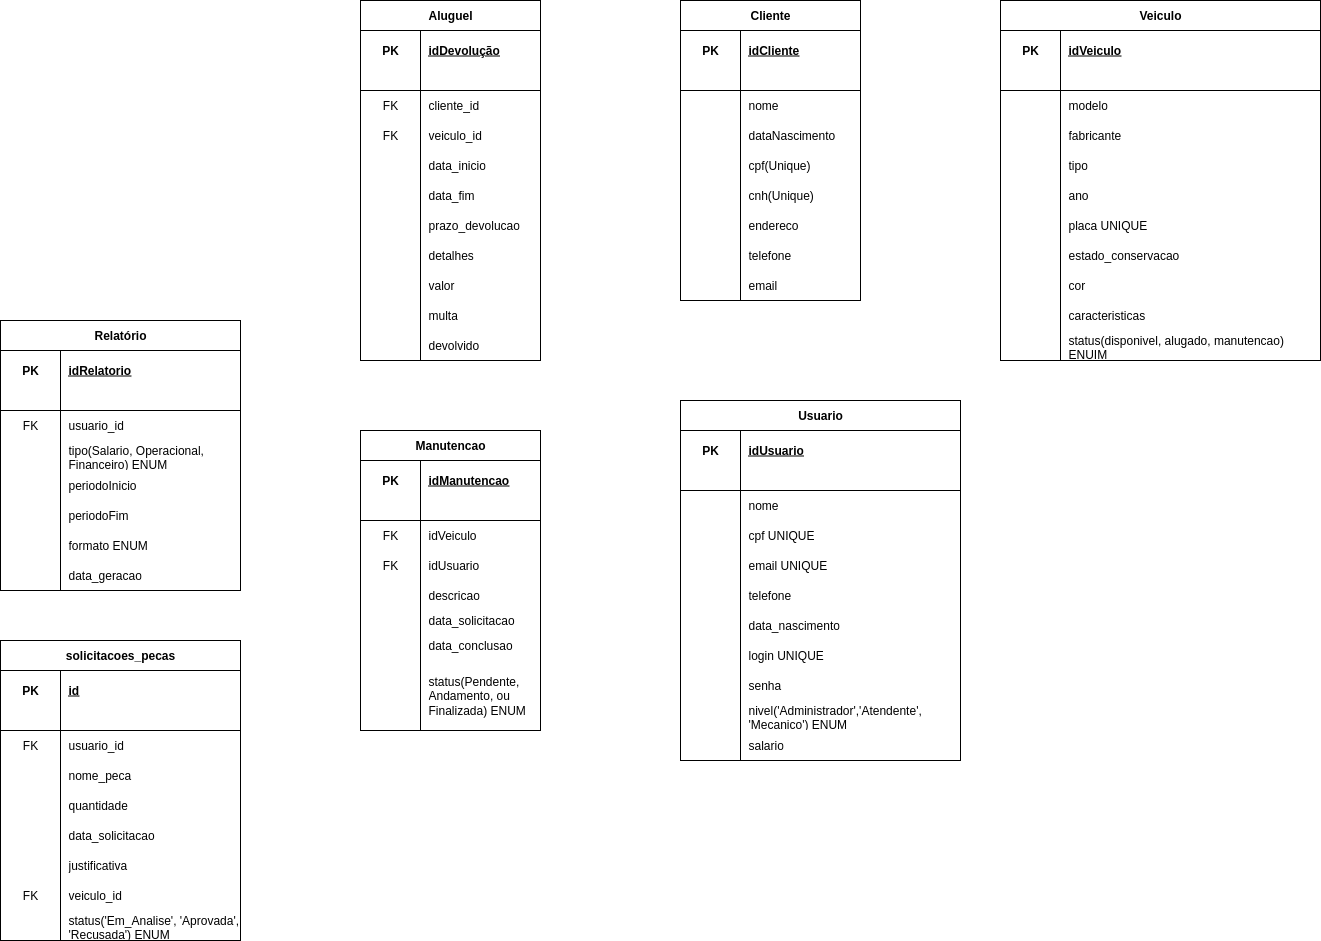 Aluguel
PK idDevolução
FK cliente_id
FK veiculo_id
data_inicio
data_fim
prazo_devolucao
detalhes
valor
multa
devolvido
Cliente
PK idCliente
nome
dataNascimento
cpf(Unique)
cnh(Unique)
endereco
telefone
email
Veiculo
PK idVeiculo
modelo
fabricante
tipo
ano
placa UNIQUE
estado_conservacao
cor
caracteristicas
status(disponivel, alugado, manutencao)
ENUIM
Relatório
PK idRelatorio
FK usuario_id
tipo(Salario, Operacional,
Financeiro) ENUM
periodoInicio
periodoFim
formato ENUM
data_geracao
Manutencao
PK idManutencao
FK idVeiculo
FK idUsuario
descricao
data_solicitacao
data_conclusao
status(Pendente,
Andamento, ou
Finalizada) ENUM
Usuario
PK idUsuario
nome
cpf UNIQUE
email UNIQUE
telefone
data_nascimento
login UNIQUE
senha
nivel('Administrador','Atendente',
'Mecanico') ENUM
salario
solicitacoes_pecas
PK id
FK usuario_id
nome_peca
quantidade
data_solicitacao
justificativa
FK veiculo_id
status('Em_Analise', 'Aprovada',
'Recusada') ENUM